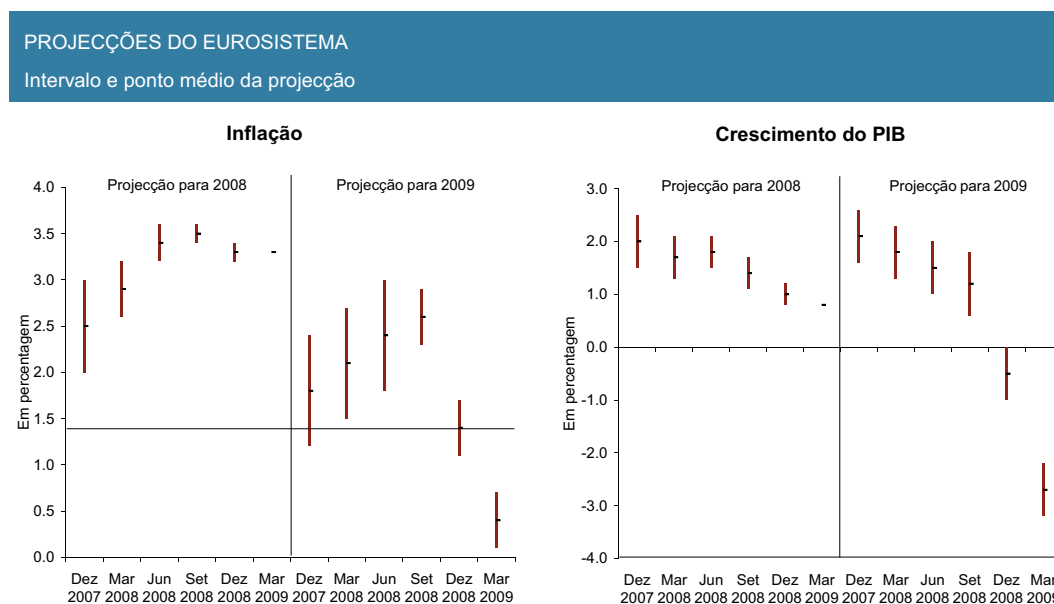 PROJECÇÕES DO EUROSISTEMA
Intervalo e ponto médio da projecção
Inflação
Projecção para 2008
Projecção para 2009
Em percentagem
4.0
3.5
3.0
2.5
2.0
1.5
1.0
0.5
0.0
Dez Mar Jun Set Dez Mar Dez Mar Jun Set Dez Mar
2007 2008 2008 2008 2008 2009 2007 2008 2008 2008 2008 2009
Crescimento do PIB
Projecção para 2008
Projecção para 2009
Em percentagem
3.0
2.0
1.0
0.0
-1.0
-2.0
-3.0
-4.0
Dez Mar Jun Set Dez Mar Dez Mar Jun Set Dez Mar
2007 2008 2008 2008 2008 2009 2007 2008 2008 2008 2008 2009